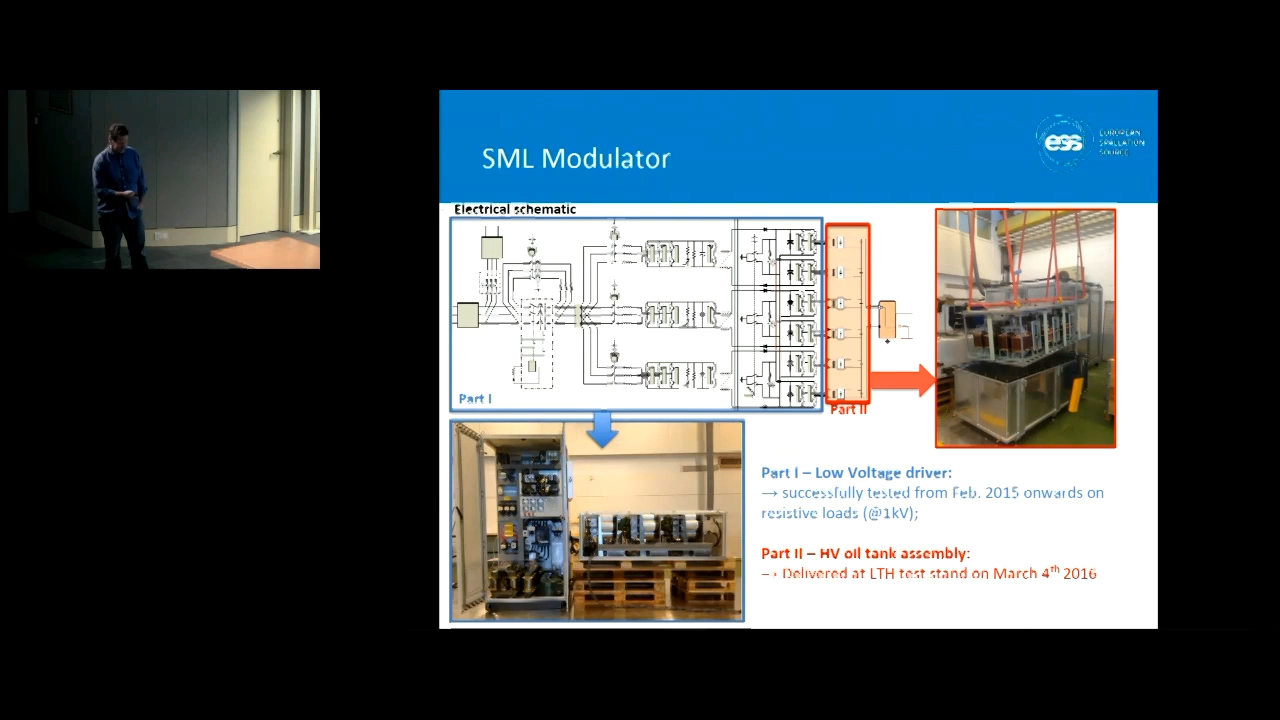 SML Modulator
ess
EUROPEAN
SPALLATION
SOURCE
Electrical schematic
Part I
Part II
Part I – Low Voltage driver:
→ successfully tested from Feb. 2015 onwards on
resistive loads (@1kV);
Part II – HV oil tank assembly:
→ Delivered at LTH test stand on March 4th 2016